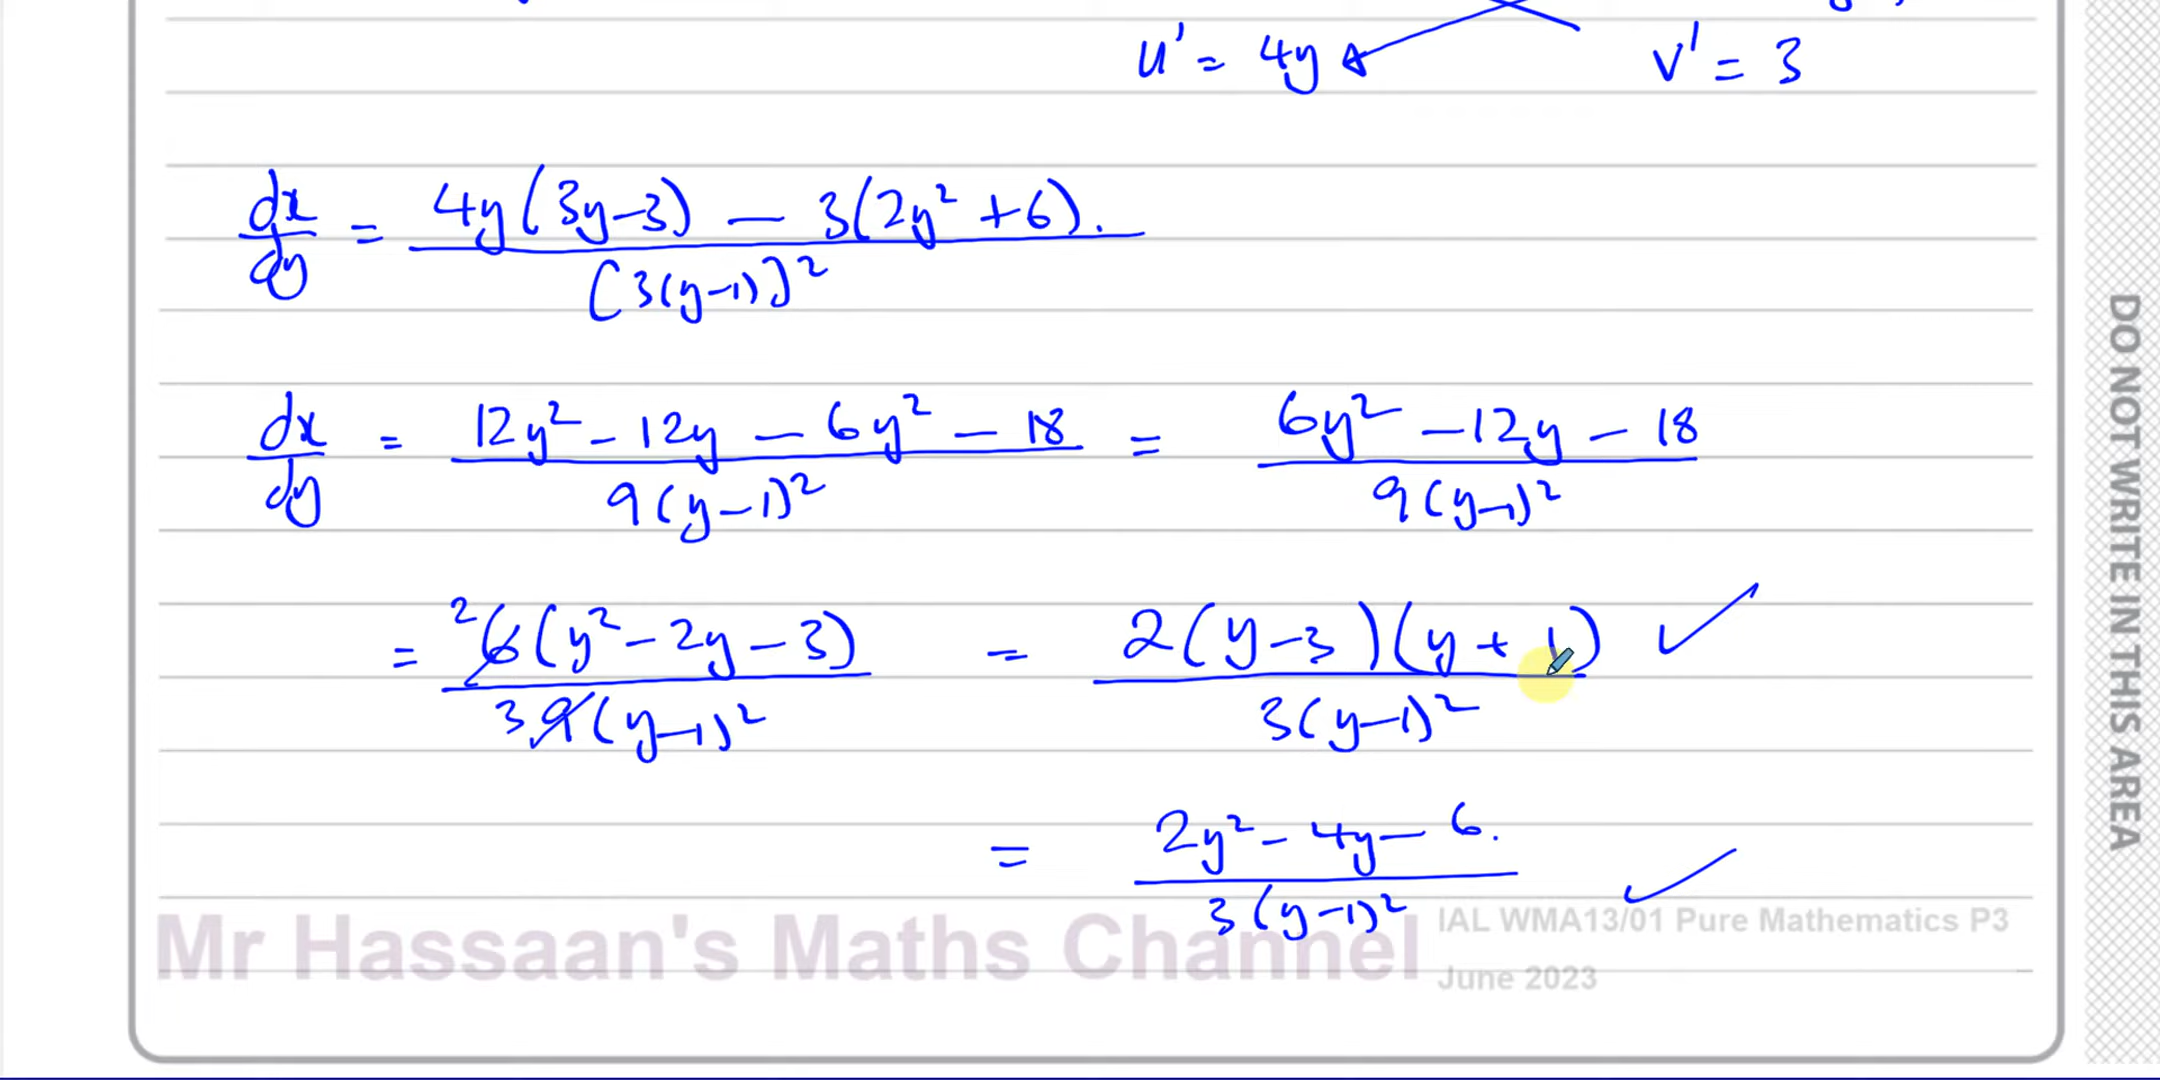 u' = 4y
v' = 3
dx/dy = (4y(3y-3) - 3(2y² + 6).)/([3(y-1)]²)
dx/dy = (12y² - 12y - 6y² - 18)/(9(y-1)²) = (6y² - 12y - 18)/(9(y-1)²)
= ²6(y² - 2y - 3)/(3 9(y-1)²) = 2(y-3)(y+1)/(3(y-1)²) ✓
= (2y² - 4y - 6.)/(3(y-1)²) ✓
Mr Hassaan's Maths Channel
IAL WMA13/01 Pure Mathematics P3
June 2023
DO NOT WRITE IN THIS AREA